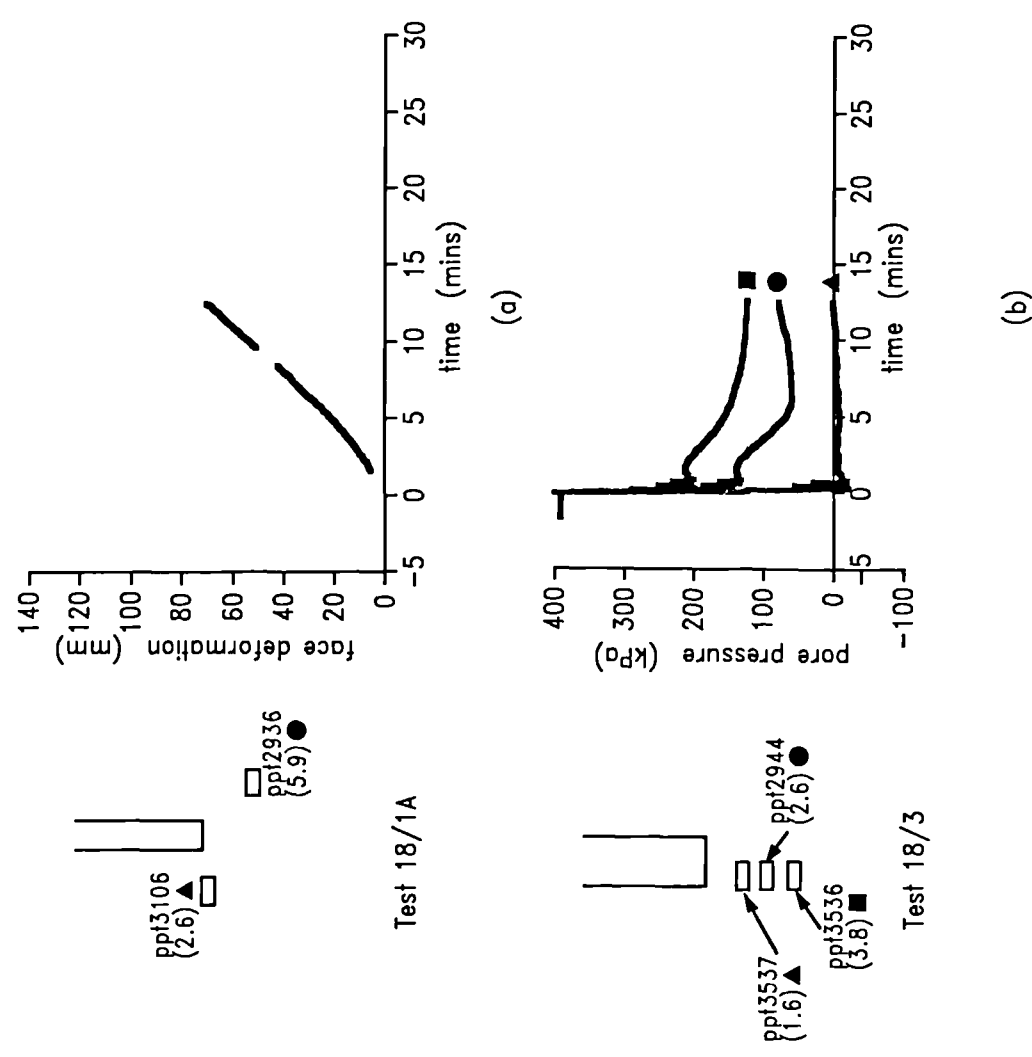 ppt3106
(2.6)
ppt2936
(5.9)
Test 18/1A
face deformation (mm)
140
120
100
80
60
40
20
0
-5
0
5
10
15
20
25
30
time (mins)
(a)
ppt3537
(1.6)
ppt3536
(3.8)
ppt2944
(2.6)
Test 18/3
pore pressure (kPa)
400
300
200
100
0
-100
-5
0
5
10
15
20
25
30
time (mins)
(b)